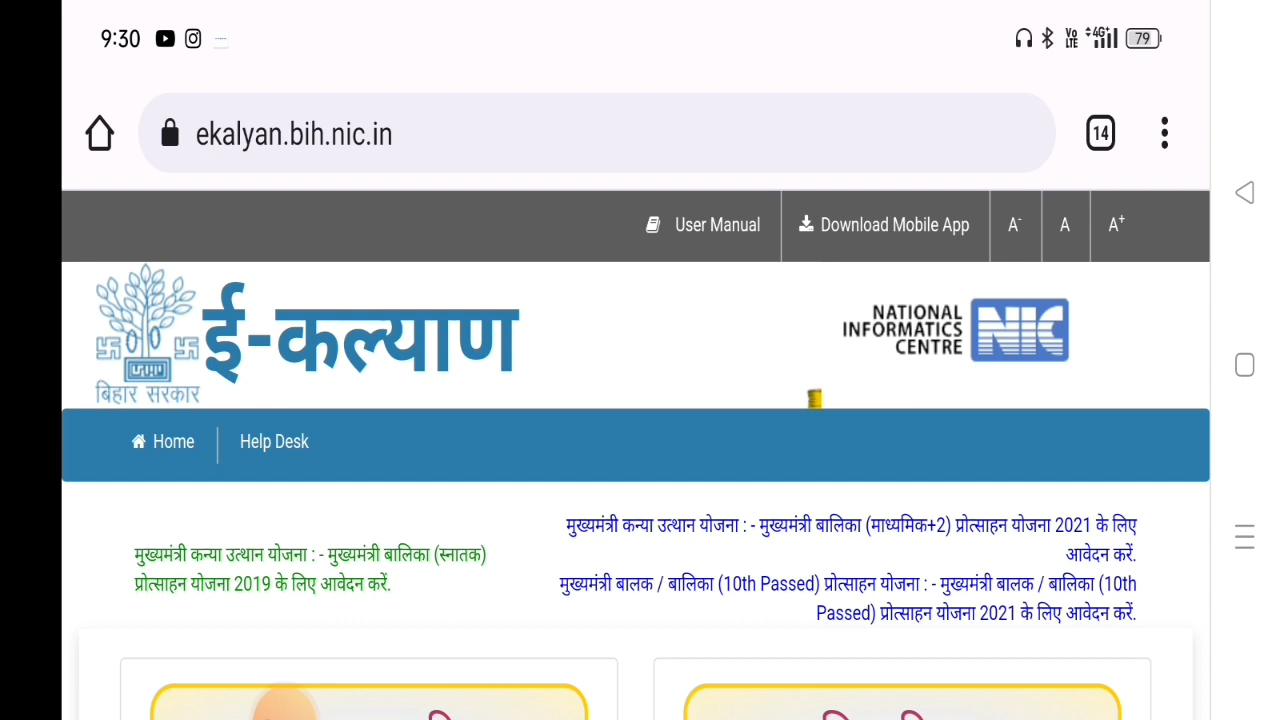 9:30
Vo LTE 4G+ 79
ekalyan.bih.nic.in
14
User Manual
Download Mobile App
A-
A
A+
ई-कल्याण
बिहार सरकार
NATIONAL
INFORMATICS
CENTRE
NIC
Home
Help Desk
मुख्यमंत्री कन्या उत्थान योजना : - मुख्यमंत्री बालिका (स्नातक)
प्रोत्साहन योजना 2019 के लिए आवेदन करें.
मुख्यमंत्री कन्या उत्थान योजना : - मुख्यमंत्री बालिका (माध्यमिक+2) प्रोत्साहन योजना 2021 के लिए
आवेदन करें.
मुख्यमंत्री बालक / बालिका (10th Passed) प्रोत्साहन योजना : - मुख्यमंत्री बालक / बालिका (10th
Passed) प्रोत्साहन योजना 2021 के लिए आवेदन करें.